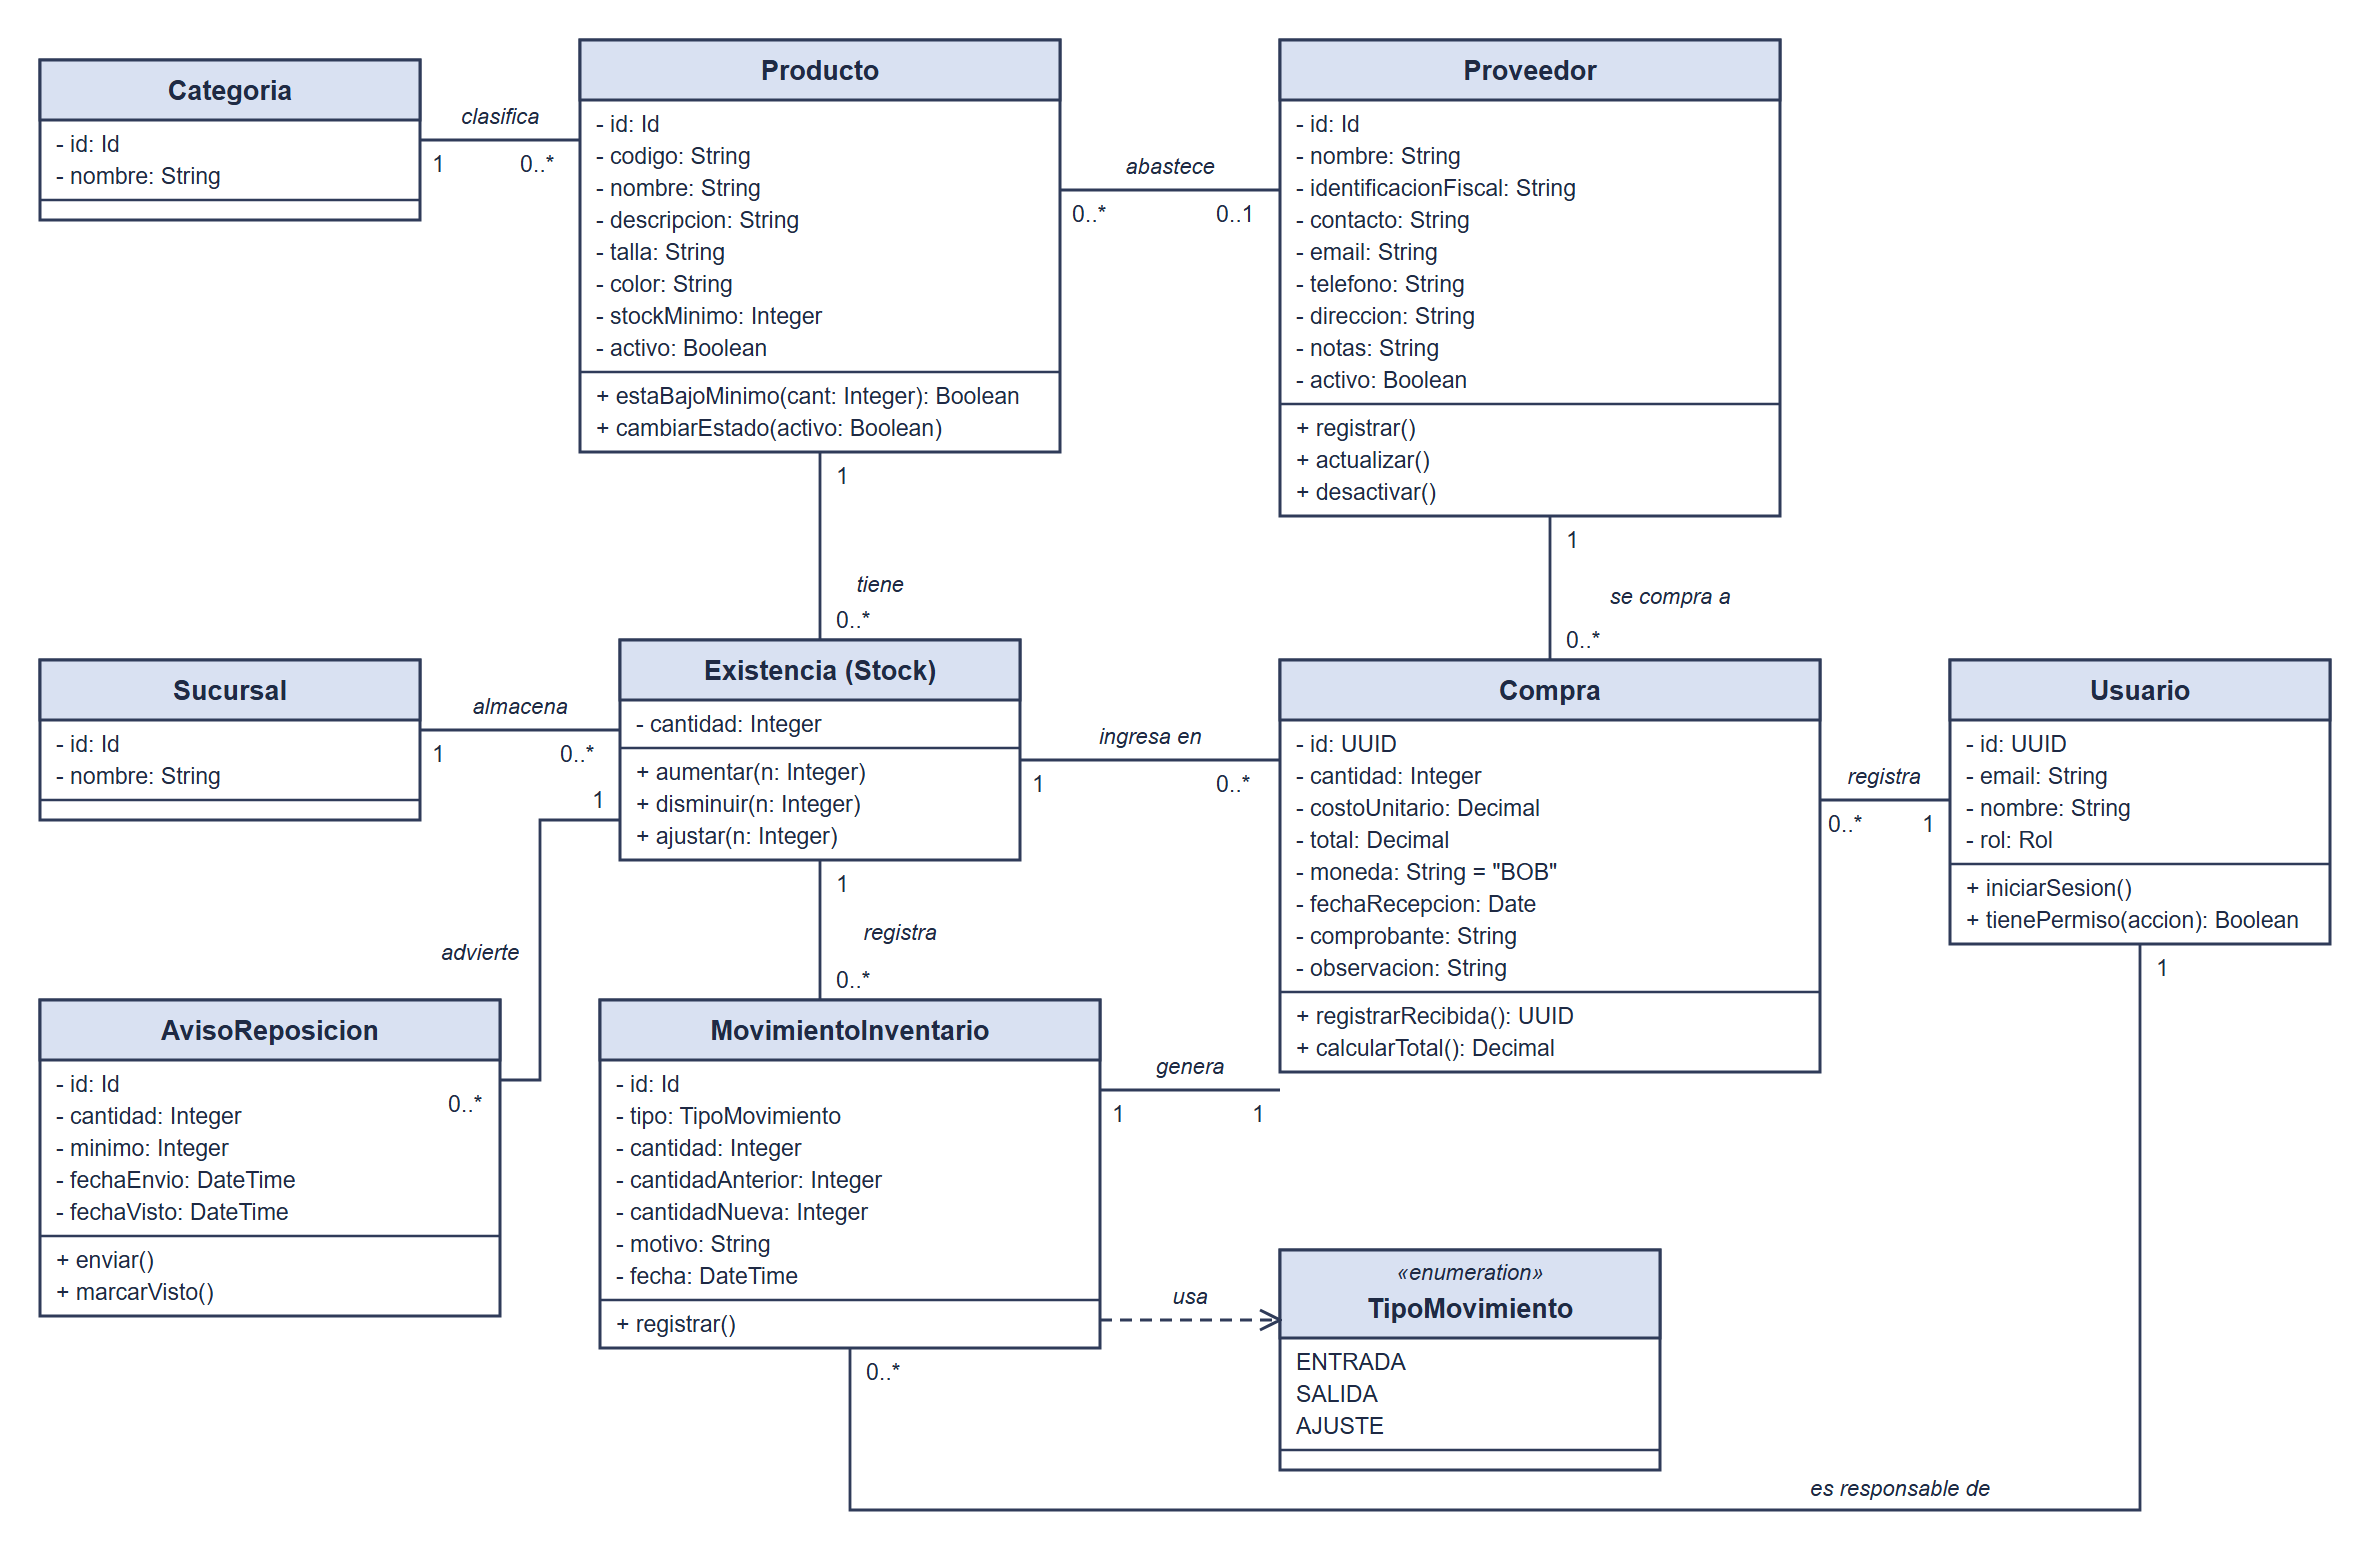 Categoria
- id: Id
- nombre: String
clasifica
1
0..*
Producto
- id: Id
- codigo: String
- nombre: String
- descripcion: String
- talla: String
- color: String
- stockMinimo: Integer
- activo: Boolean
+ estaBajoMinimo(cant: Integer): Boolean
+ cambiarEstado(activo: Boolean)
abastece
0..*
0..1
Proveedor
- id: Id
- nombre: String
- identificacionFiscal: String
- contacto: String
- email: String
- telefono: String
- direccion: String
- notas: String
- activo: Boolean
+ registrar()
+ actualizar()
+ desactivar()
1
tiene
0..*
1
se compra a
0..*
Sucursal
- id: Id
- nombre: String
almacena
1
0..*
Existencia (Stock)
- cantidad: Integer
+ aumentar(n: Integer)
+ disminuir(n: Integer)
+ ajustar(n: Integer)
ingresa en
1
0..*
Compra
- id: UUID
- cantidad: Integer
- costoUnitario: Decimal
- total: Decimal
- moneda: String = "BOB"
- fechaRecepcion: Date
- comprobante: String
- observacion: String
+ registrarRecibida(): UUID
+ calcularTotal(): Decimal
registra
0..*
1
Usuario
- id: UUID
- email: String
- nombre: String
- rol: Rol
+ iniciarSesion()
+ tienePermiso(accion): Boolean
1
1
advierte
0..*
1
registra
0..*
AvisoReposicion
- id: Id
- cantidad: Integer
- minimo: Integer
- fechaEnvio: DateTime
- fechaVisto: DateTime
+ enviar()
+ marcarVisto()
MovimientoInventario
- id: Id
- tipo: TipoMovimiento
- cantidad: Integer
- cantidadAnterior: Integer
- cantidadNueva: Integer
- motivo: String
- fecha: DateTime
+ registrar()
genera
1
1
usa
«enumeration»
TipoMovimiento
ENTRADA
SALIDA
AJUSTE
0..*
es responsable de